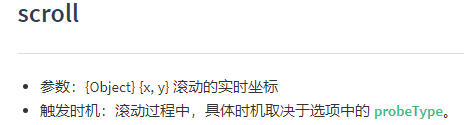 scroll
参数：{Object} {x, y} 滚动的实时坐标
触发时机：滚动过程中，具体时机取决于选项中的 probeType。